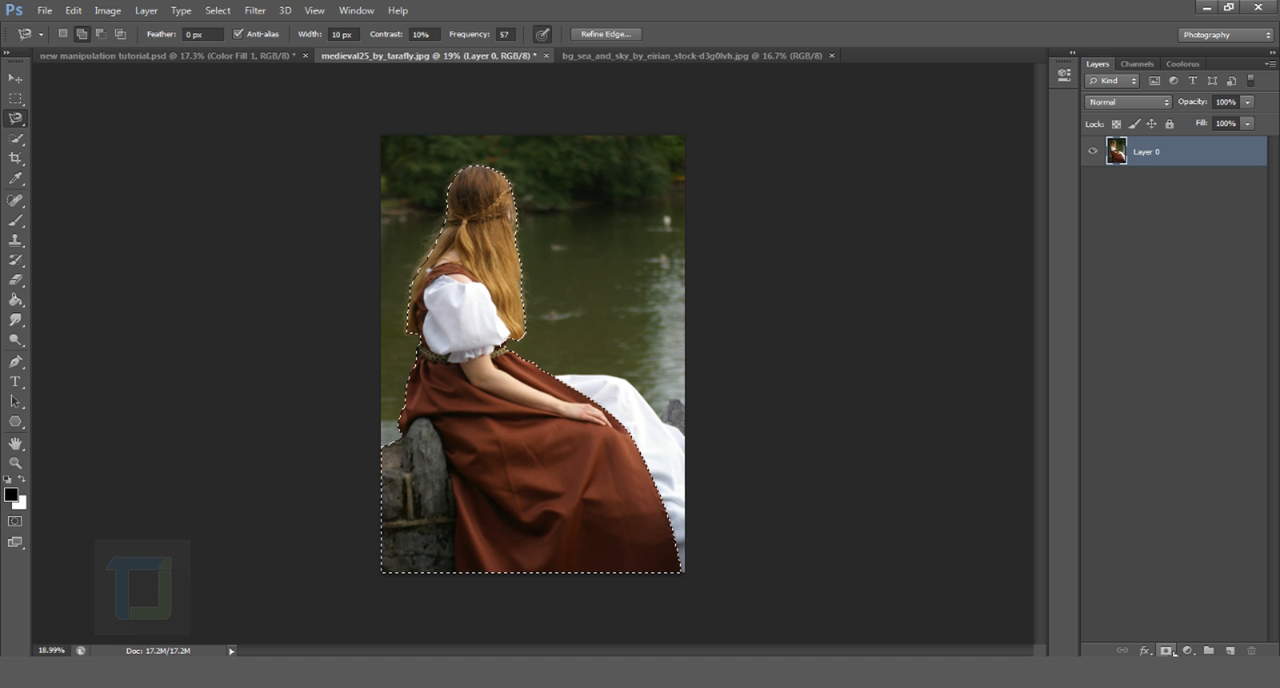 Ps File Edit Image Layer Type Select Filter 3D View Window Help
Feather: 0 px Anti-alias Width: 10 px Contrast: 10% Frequency: 57 Refine Edge... Photography
new manipulation tutorial.psd @ 17.3% (Color Fill 1, RGB/8) * × medieval25_by_tarafly.jpg @ 19% (Layer 0, RGB/8) * × bg_sea_and_sky_by_eirian_stock-d3g0lvh.jpg @ 16.7% (RGB/8) ×
Layers Channels Coolorus
Kind
Normal Opacity: 100%
Lock: Fill: 100%
Layer 0
18.99% Doc: 17.2M/17.2M
fx